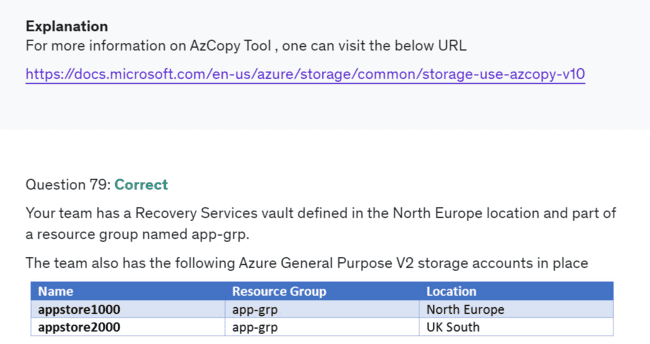 Explanation
For more information on AzCopy Tool , one can visit the below URL
https://docs.microsoft.com/en-us/azure/storage/common/storage-use-azcopy-v10
Question 79: Correct
Your team has a Recovery Services vault defined in the North Europe location and part of
a resource group named app-grp.
The team also has the following Azure General Purpose V2 storage accounts in place
Name Resource Group Location
appstore1000 app-grp North Europe
appstore2000 app-grp UK South